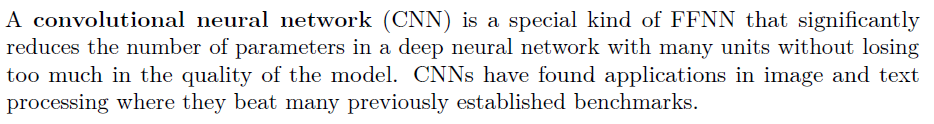 A convolutional neural network (CNN) is a special kind of FFNN that significantly
reduces the number of parameters in a deep neural network with many units without losing
too much in the quality of the model. CNNs have found applications in image and text
processing where they beat many previously established benchmarks.